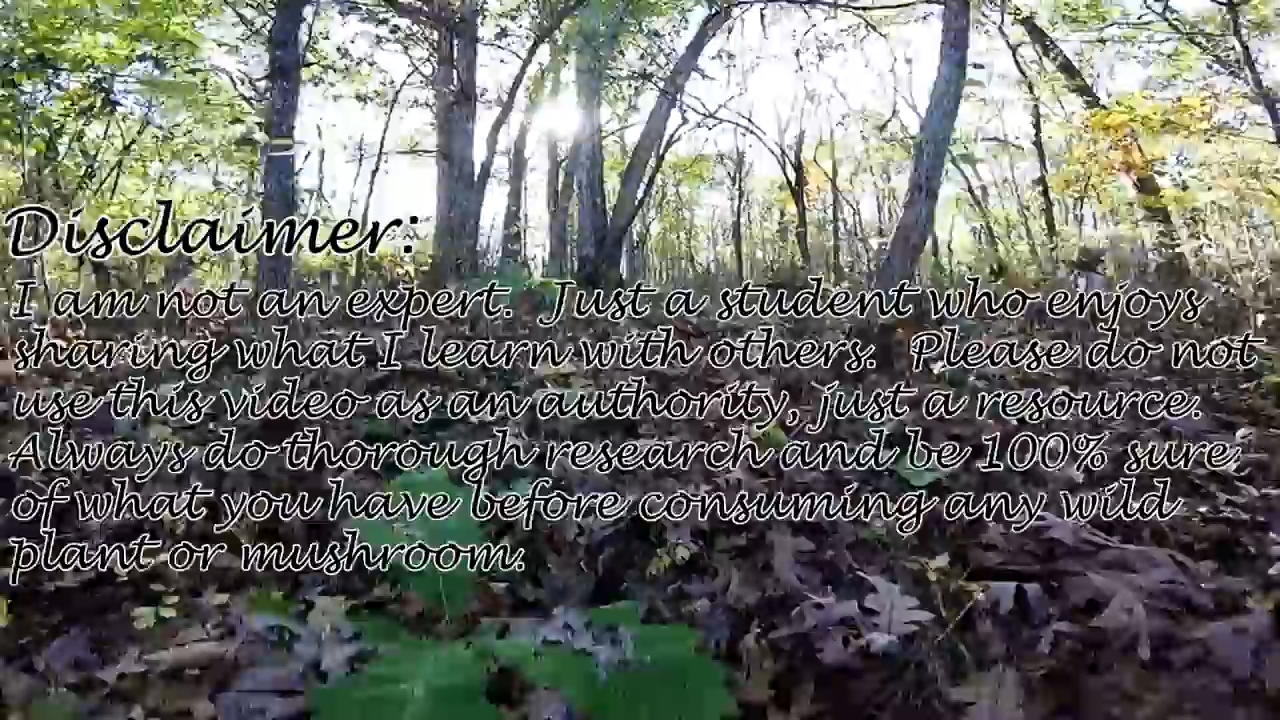 Disclaimer:
I am not an expert. Just a student who enjoys
sharing what I learn with others. Please do not
use this video as an authority, just a resource.
Always do thorough research and be 100% sure
of what you have before consuming any wild
plant or mushroom.